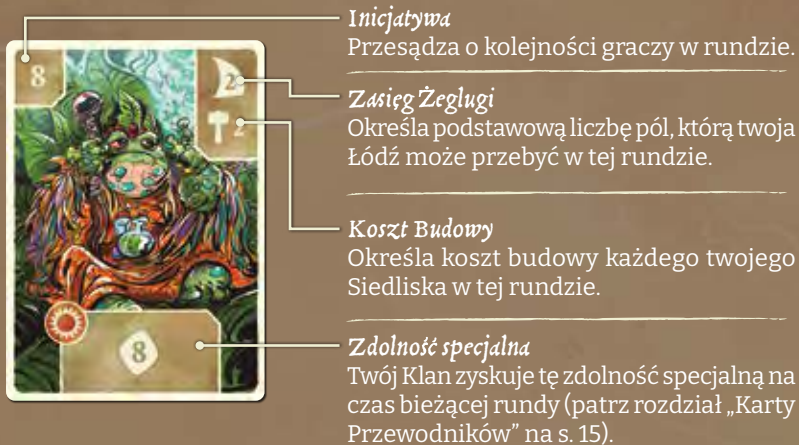 Inicjatywa
Przesądza o kolejności graczy w rundzie.
8
2
2
Zasięg Żeglugi
Określa podstawową liczbę pól, którą twoja
Łódź może przebyć w tej rundzie.
Koszt Budowy
Określa koszt budowy każdego twojego
Siedliska w tej rundzie.
8
Zdolność specjalna
Twój Klan zyskuje tę zdolność specjalną na
czas bieżącej rundy (patrz rozdział „Karty
Przewodników” na s. 15).